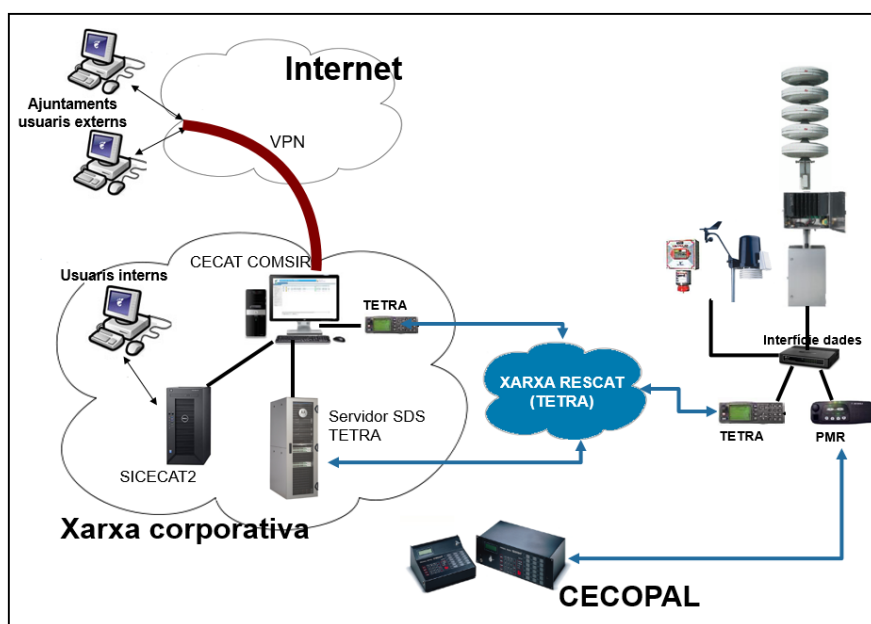 Internet
Ajuntaments
usuaris externs
VPN
CECAT COMSIR
Usuaris interns
TETRA
Interfície dades
XARXA RESCAT
(TETRA)
Servidor SDS
TETRA
TETRA
PMR
SICECAT2
Xarxa corporativa
CECOPAL